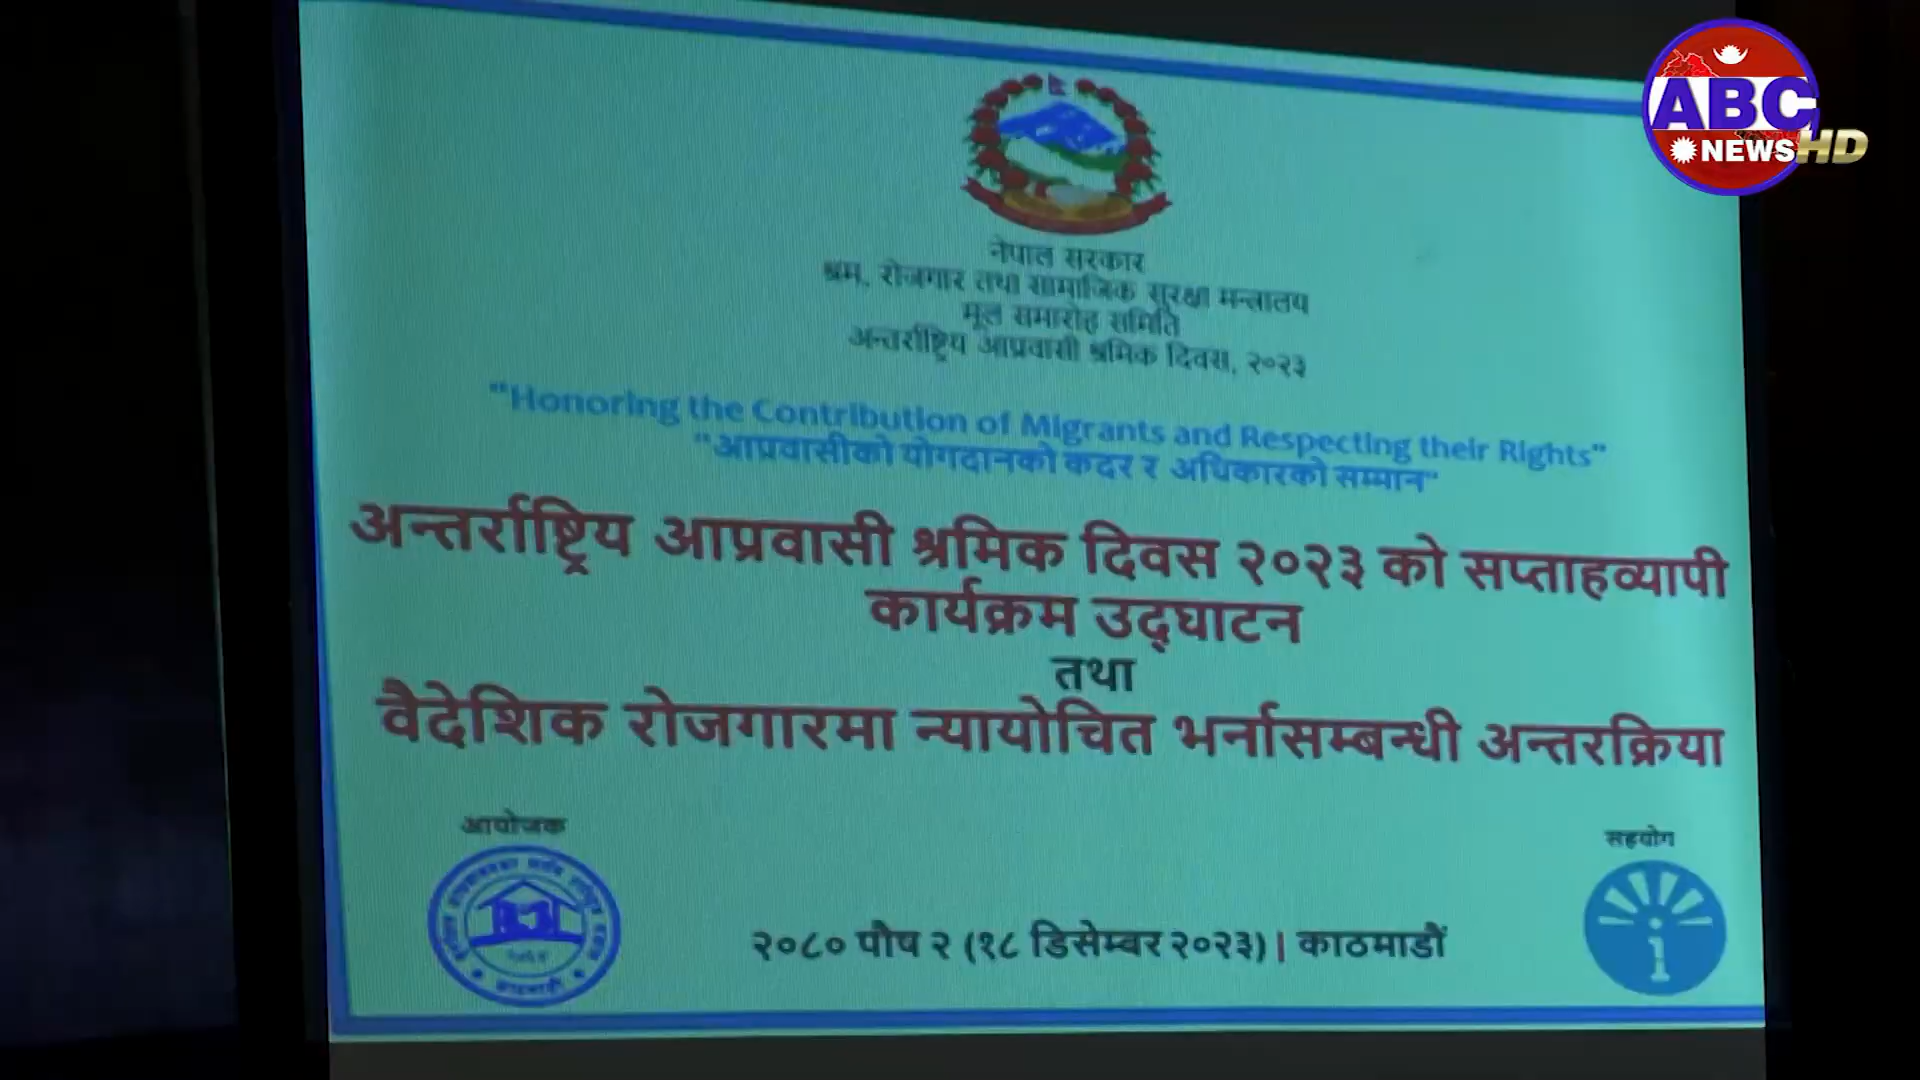 ABC
NEWS HD
नेपाल सरकार
श्रम, रोजगार तथा सामाजिक सुरक्षा मन्त्रालय
मूल समारोह समिति
अन्तर्राष्ट्रिय आप्रवासी श्रमिक दिवस, २०२३
"Honoring the Contribution of Migrants and Respecting their Rights"
"आप्रवासीको योगदानको कदर र अधिकारको सम्मान"
अन्तर्राष्ट्रिय आप्रवासी श्रमिक दिवस २०२३ को सप्ताहव्यापी
कार्यक्रम उद्घाटन
तथा
वैदेशिक रोजगारमा न्यायोचित भर्नासम्बन्धी अन्तरक्रिया
आयोजक
सहयोग
२०८० पौष २ (१८ डिसेम्बर २०२३) | काठमाडौं